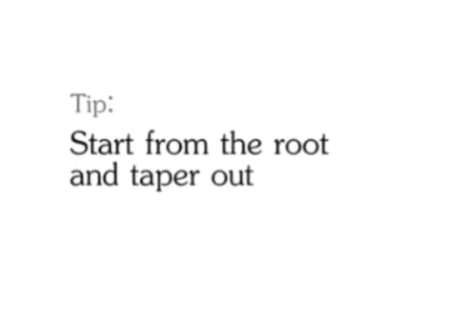 Tip:
Start from the root
and taper out